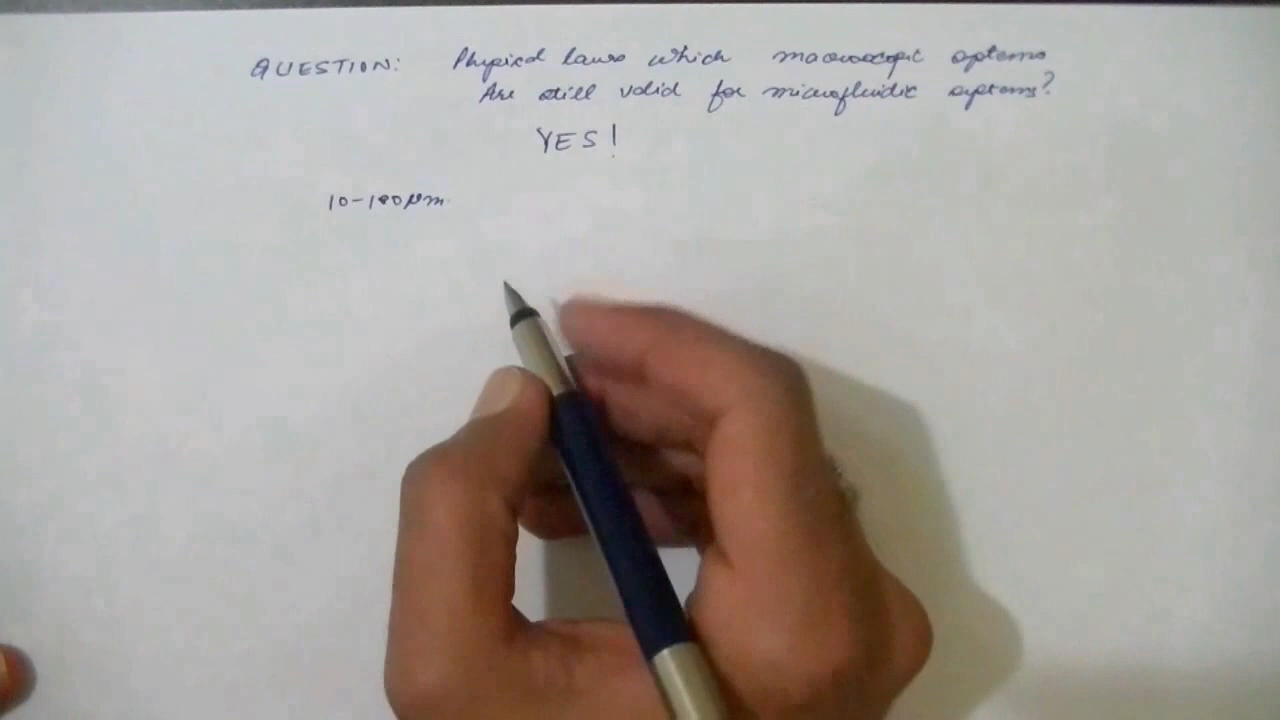 QUESTION: Physical laws which macroscopic systems
Are still valid for microfluidic systems?
YES!
10-100μm